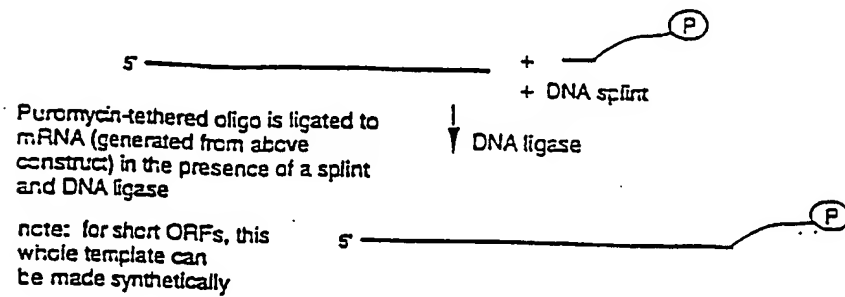 P
5' +
+ DNA splint
Puromycin-tethered oligo is ligated to
mRNA (generated from above
construct) in the presence of a splint
and DNA ligase
DNA ligase
note: for short ORFs, this
whole template can
be made synthetically
5'
P